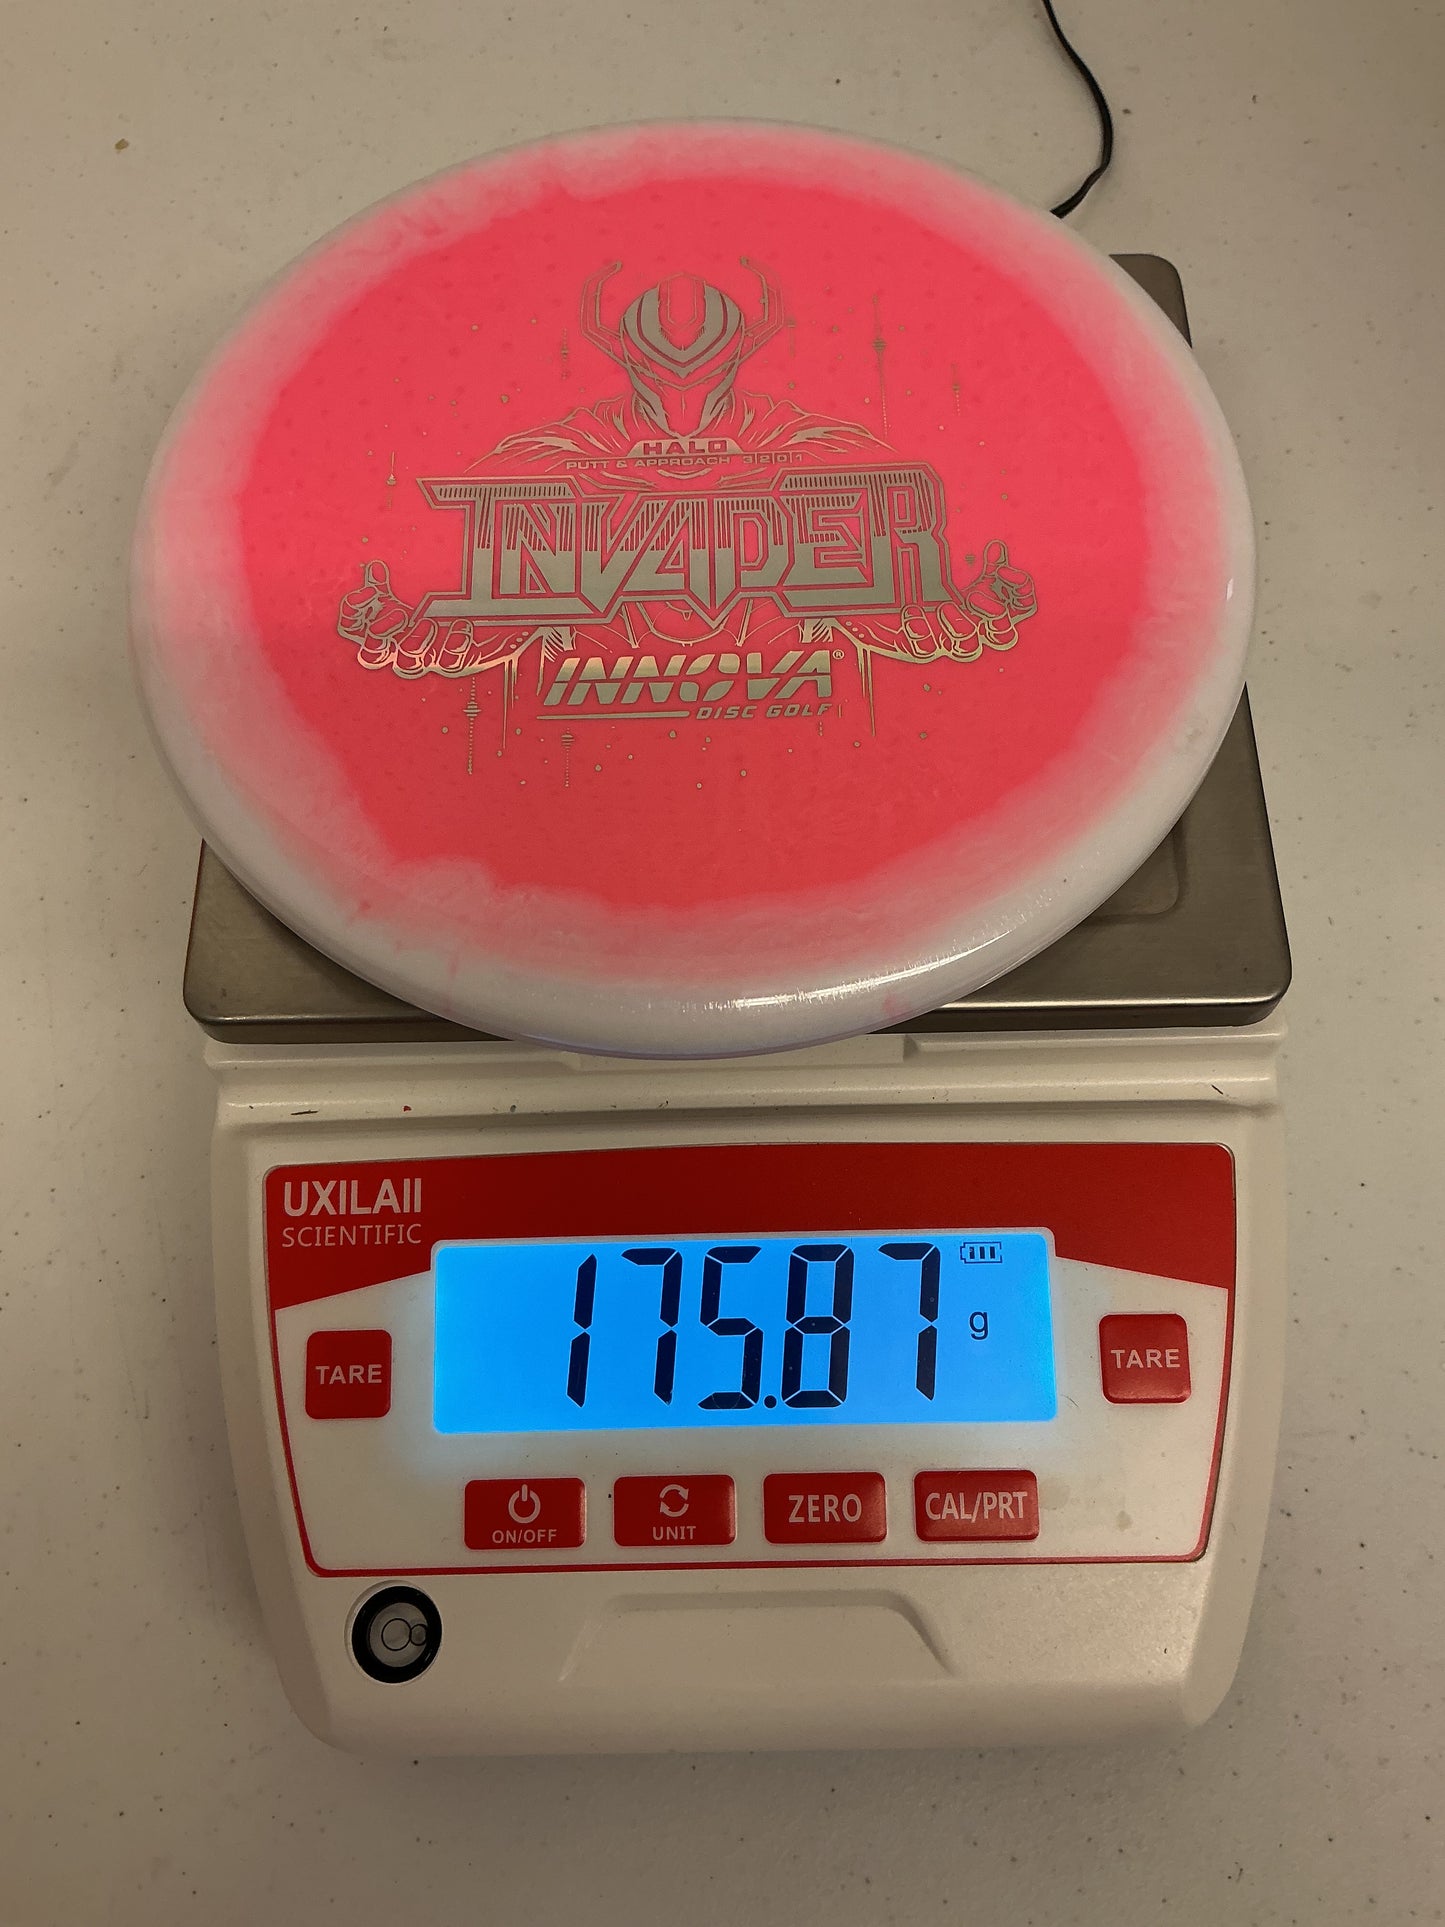 HALO
PUTT & APPROACH 3|2|0|1
INVADER
INNOVA®
DISC GOLF
UXILAII
SCIENTIFIC
175.87 g
TARE
TARE
ON/OFF
UNIT
ZERO
CAL/PRT